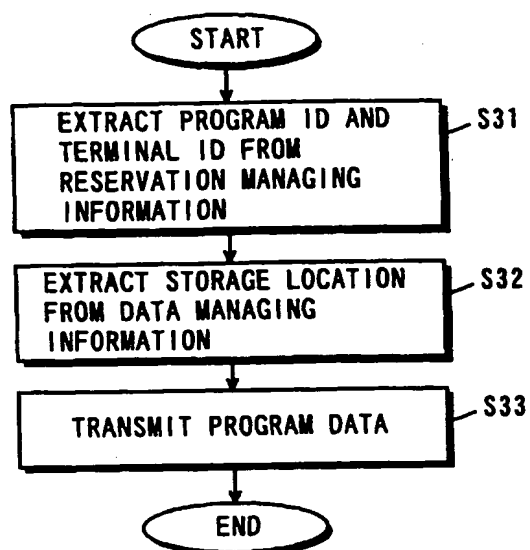 START
EXTRACT PROGRAM ID AND
TERMINAL ID FROM
RESERVATION MANAGING
INFORMATION
S31
EXTRACT STORAGE LOCATION
FROM DATA MANAGING
INFORMATION
S32
TRANSMIT PROGRAM DATA
S33
END